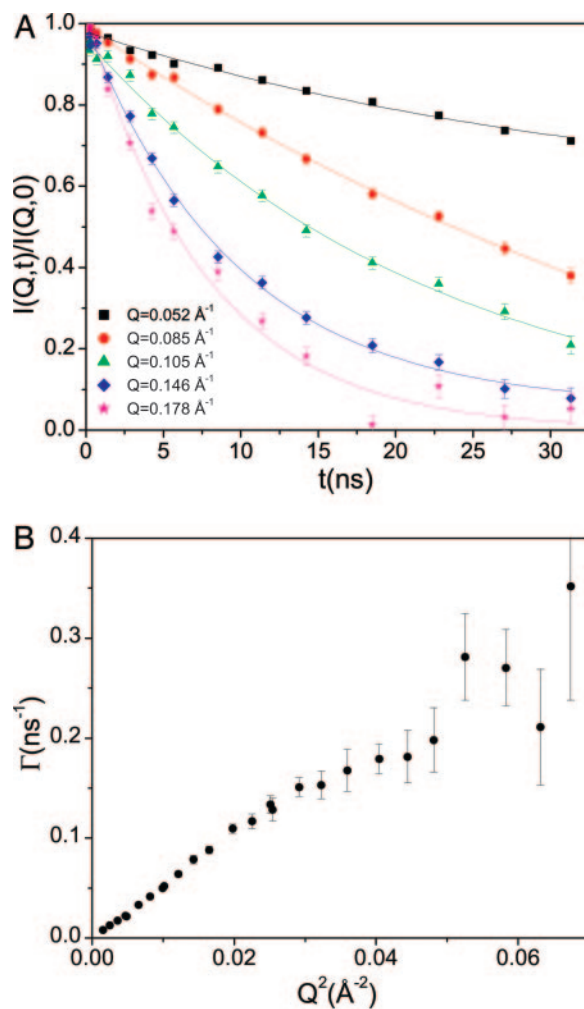 A
1.0
0.8
0.6
0.4
0.2
0.0
I(Q,t)/I(Q,0)
Q=0.052 Å⁻¹
Q=0.085 Å⁻¹
Q=0.105 Å⁻¹
Q=0.146 Å⁻¹
Q=0.178 Å⁻¹
0 5 10 15 20 25 30
t(ns)
B
0.4
0.3
0.2
0.1
0.0
Γ(ns⁻¹)
0.00 0.02 0.04 0.06
Q²(Å⁻²)